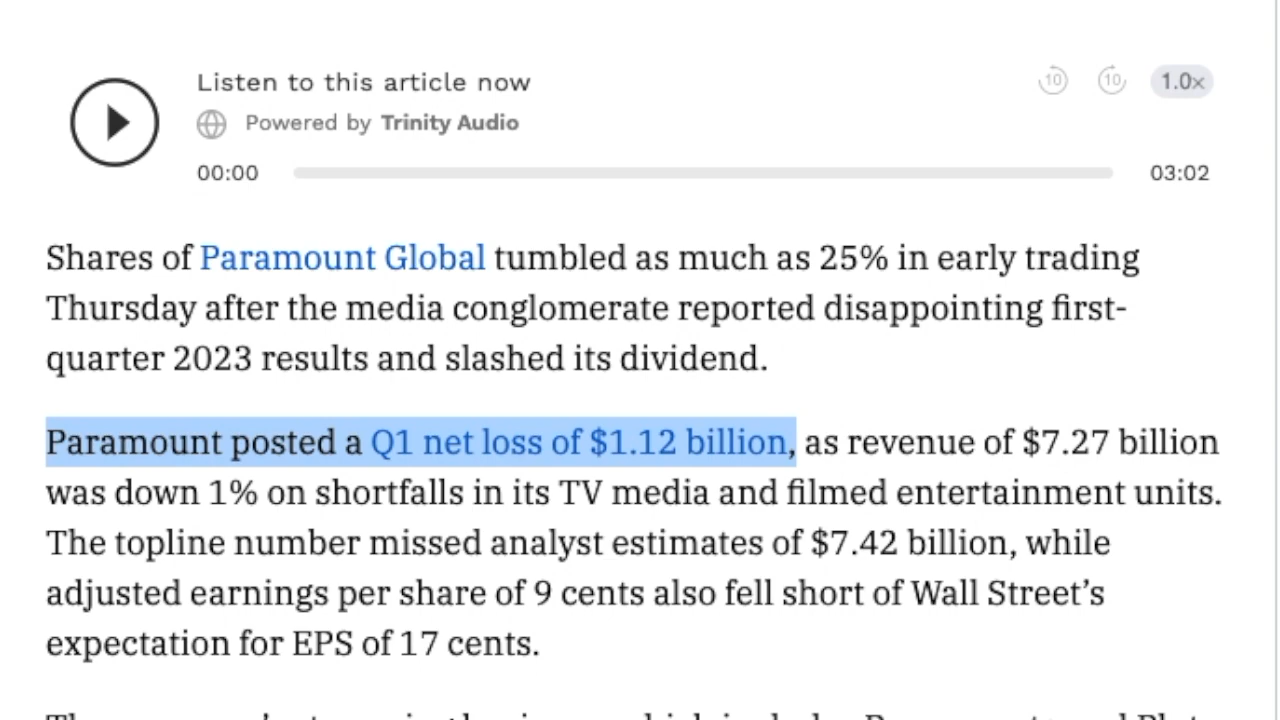 Listen to this article now
10 10 1.0x
Powered by Trinity Audio
00:00 03:02
Shares of Paramount Global tumbled as much as 25% in early trading
Thursday after the media conglomerate reported disappointing first-
quarter 2023 results and slashed its dividend.
Paramount posted a Q1 net loss of $1.12 billion, as revenue of $7.27 billion
was down 1% on shortfalls in its TV media and filmed entertainment units.
The topline number missed analyst estimates of $7.42 billion, while
adjusted earnings per share of 9 cents also fell short of Wall Street’s
expectation for EPS of 17 cents.